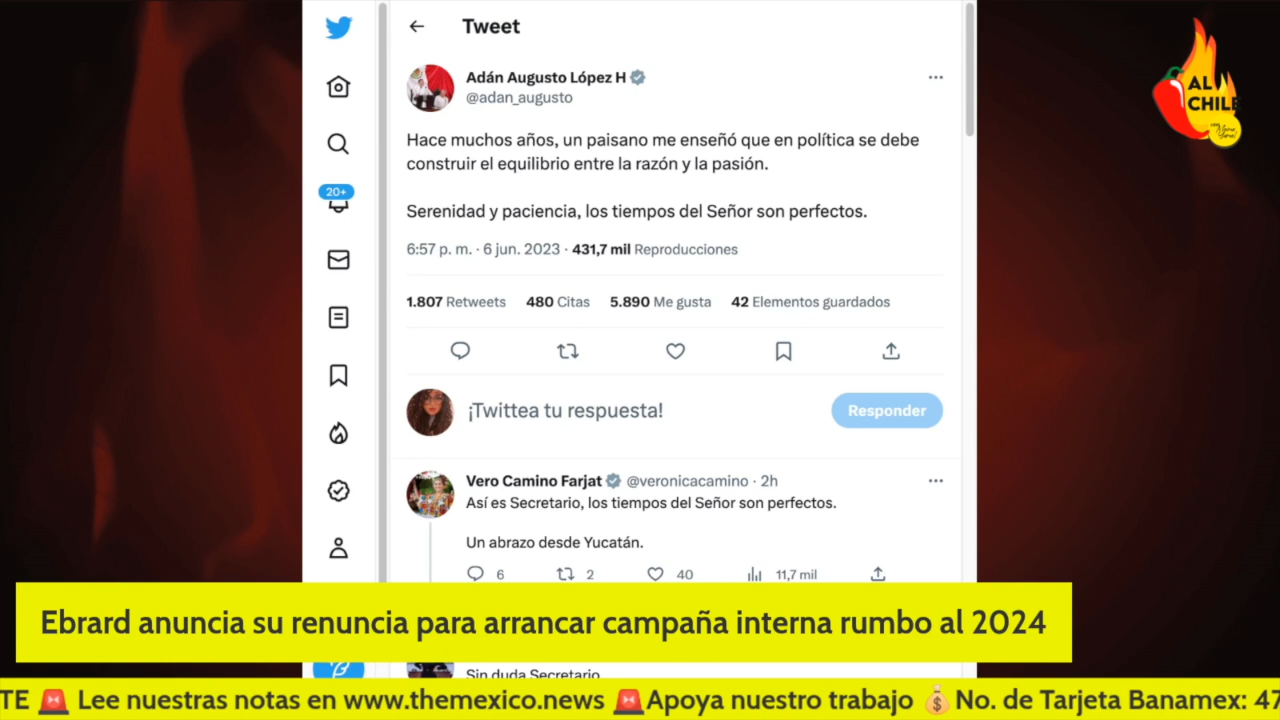 Tweet
Adán Augusto López H
@adan_augusto
Hace muchos años, un paisano me enseñó que en política se debe
construir el equilibrio entre la razón y la pasión.
Serenidad y paciencia, los tiempos del Señor son perfectos.
6:57 p. m. · 6 jun. 2023 · 431,7 mil Reproducciones
1.807 Retweets 480 Citas 5.890 Me gusta 42 Elementos guardados
¡Twittea tu respuesta!
Responder
Vero Camino Farjat @veronicacamino · 2h
Así es Secretario, los tiempos del Señor son perfectos.
Un abrazo desde Yucatán.
6 2 40 11,7 mil
Sin duda Secretario
20+
AL
CHILE
Ebrard anuncia su renuncia para arrancar campaña interna rumbo al 2024
TE 🚨 Lee nuestras notas en www.themexico.news 🚨Apoya nuestro trabajo 💰No. de Tarjeta Banamex: 47